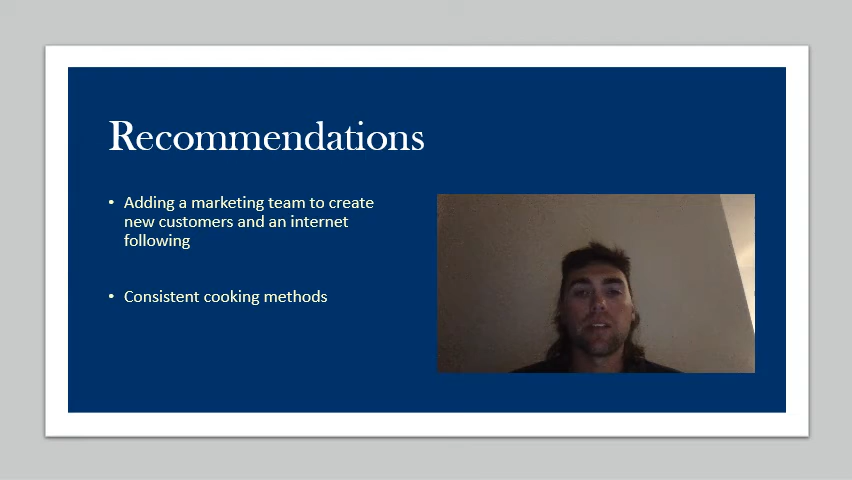 Recommendations
• Adding a marketing team to create
new customers and an internet
following
• Consistent cooking methods